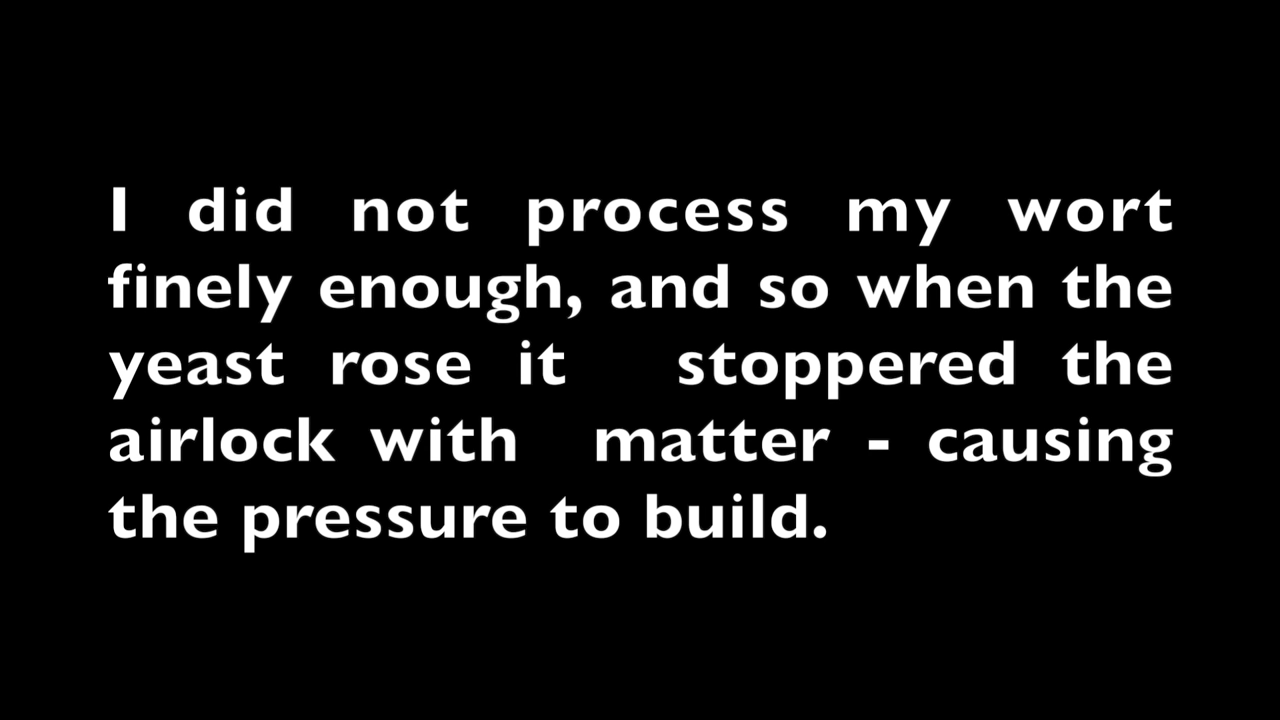 I did not process my wort
finely enough, and so when the
yeast rose it stoppered the
airlock with matter - causing
the pressure to build.